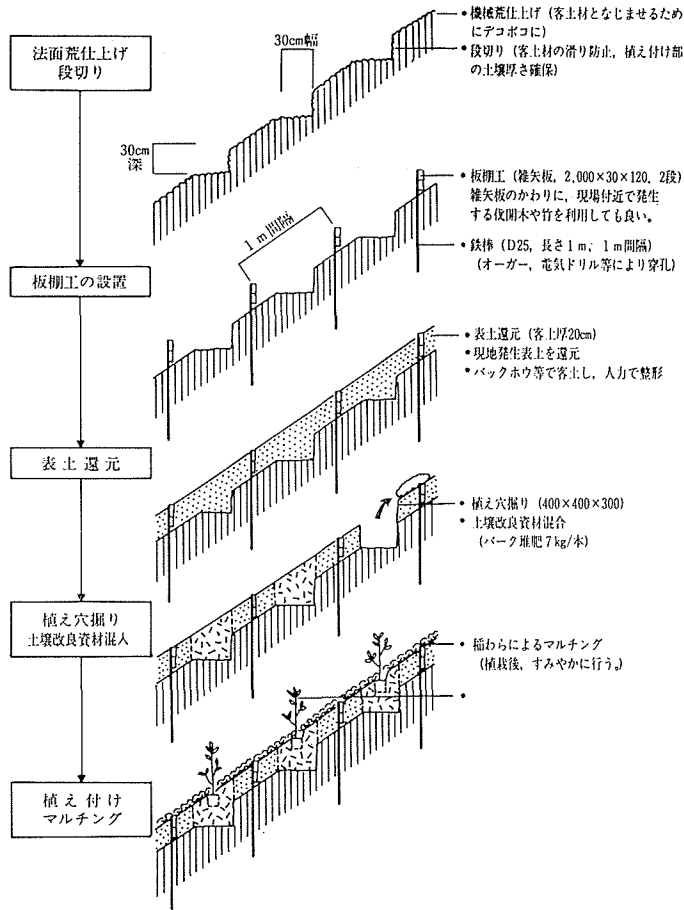 法面荒仕上げ
段切り
30cm幅
30cm
深
• 機械荒仕上げ（客土材となじませるため
にデコボコに）
• 段切り（客土材の滑り防止，植え付け部
の土壌厚さ確保）
板棚工の設置
1m間隔
• 板棚工（雑矢板，2,000×30×120，2段）
雑矢板のかわりに，現場付近で発生
する伐開木や竹を利用しても良い。
• 鉄棒（D25，長さ1m，1m間隔）
（オーガー，電気ドリル等により穿孔）
表土還元
• 表土還元（客土厚20cm）
• 現地発生表土を還元
• バックホウ等で客土し，人力で整形
植え穴掘り
土壌改良資材混入
• 植え穴掘り（400×400×300）
• 土壌改良資材混合
（バーク堆肥7kg/本）
植え付け
マルチング
• 稲わらによるマルチング
（植栽後，すみやかに行う。）
•